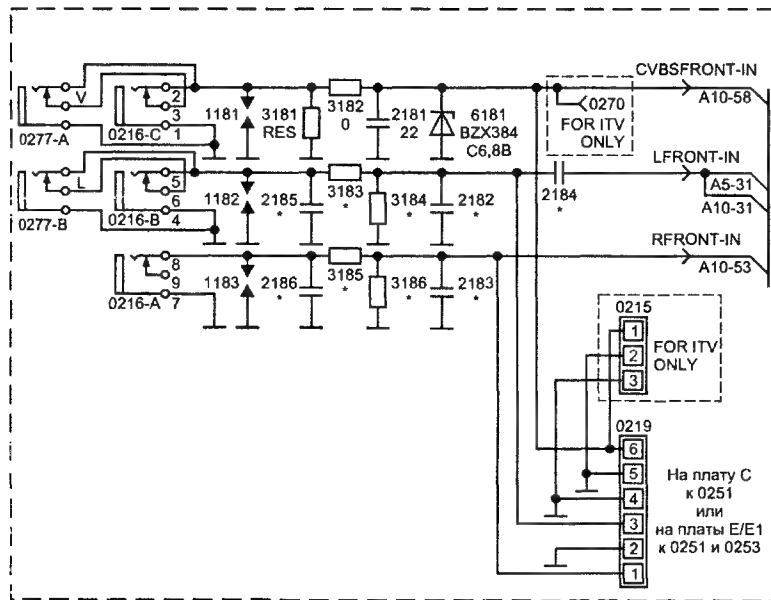 CVBSFRONT-IN
A10-58
V
2
3
1
0277-A
0216-C
1181
3181
RES
3182
0
2181
22
6181
BZX384
C6,8B
0270
FOR ITV
ONLY
LFRONT-IN
A5-31
A10-31
L
5
6
4
0277-B
0216-B
1182
2185
*
3183
*
3184
*
2182
*
2184
*
RFRONT-IN
A10-53
8
9
7
0216-A
1183
2186
*
3185
*
3186
*
2183
*
0215
1
2
3
FOR ITV
ONLY
0219
6
5
4
3
2
1
На плату С
к 0251
или
на платы Е/Е1
к 0251 и 0253